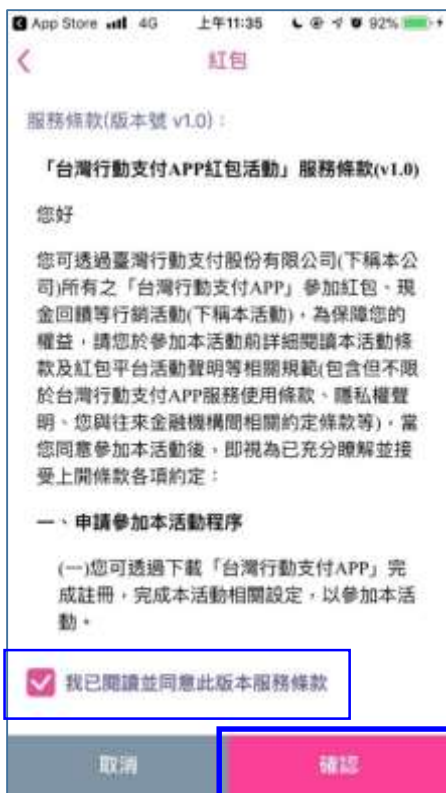 App Store 4G 上午11:35 92%
紅包
服務條款(版本號 v1.0)：
「台灣行動支付APP紅包活動」服務條款(v1.0)
您好
您可透過臺灣行動支付股份有限公司(下稱本公
司)所有之「台灣行動支付APP」參加紅包、現
金回饋等行銷活動(下稱本活動)，為保障您的
權益，請您於參加本活動前詳細閱讀本活動條
款及紅包平台活動聲明等相關規範(包含但不限
於台灣行動支付APP服務使用條款、隱私權聲
明、您與往來金融機構間相關約定條款等)，當
您同意參加本活動後，即視為已充分瞭解並接
受上開條款各項約定：
一、申請參加本活動程序
(一)您可透過下載「台灣行動支付APP」完
成註冊，完成本活動相關設定，以參加本活
動。
我已閱讀並同意此版本服務條款
取消 確認